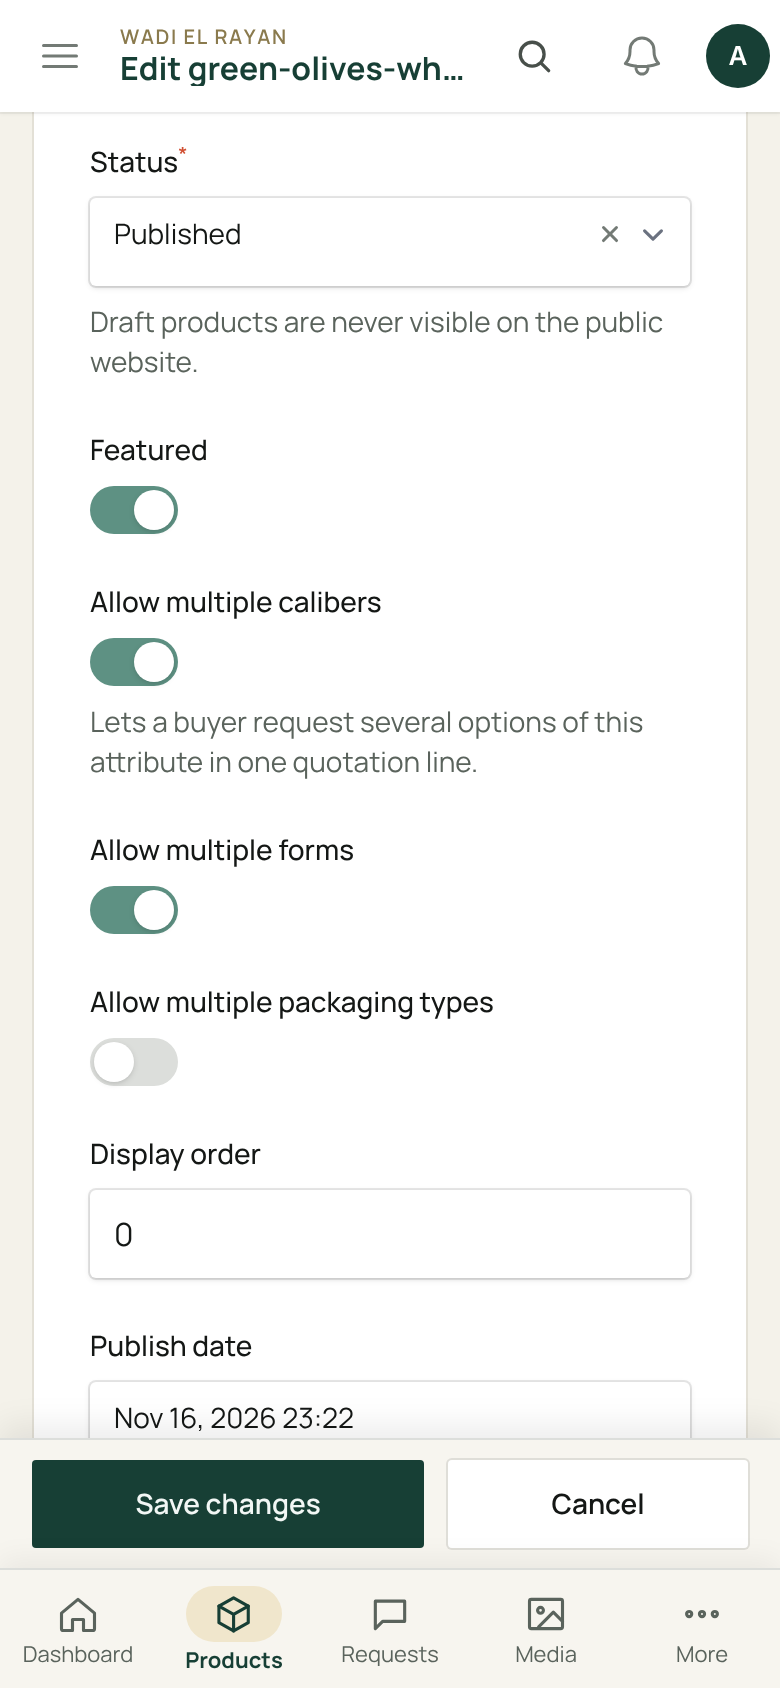 WADI EL RAYAN
Edit green-olives-wh...
A
Status*
Published
Draft products are never visible on the public
website.
Featured
Allow multiple calibers
Lets a buyer request several options of this
attribute in one quotation line.
Allow multiple forms
Allow multiple packaging types
Display order
0
Publish date
Nov 16, 2026 23:22
Save changes
Cancel
Dashboard
Products
Requests
Media
More